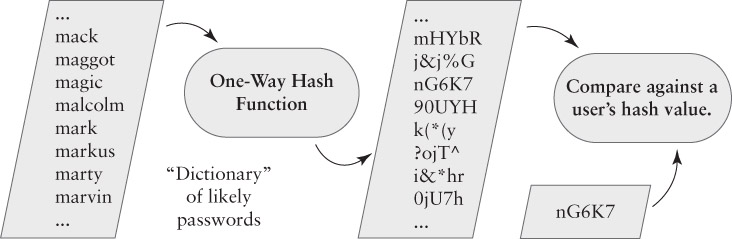 ...
mack
maggot
magic
malcolm
mark
markus
marty
marvin
...
One-Way Hash
Function
“Dictionary”
of likely
passwords
...
mHYbR
j&j%G
nG6K7
90UYH
k(*(y
?ojT^
i&*hr
0jU7h
...
Compare against a
user’s hash value.
nG6K7